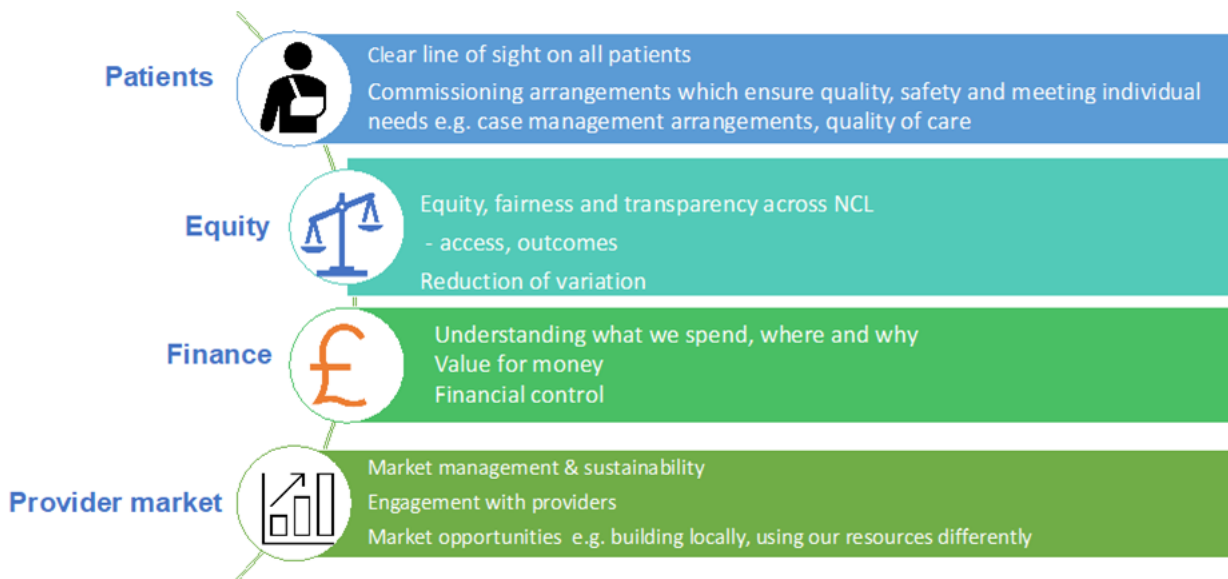 Patients
Clear line of sight on all patients
Commissioning arrangements which ensure quality, safety and meeting individual
needs e.g. case management arrangements, quality of care
Equity
Equity, fairness and transparency across NCL
- access, outcomes
Reduction of variation
Finance
Understanding what we spend, where and why
Value for money
Financial control
£
Provider market
Market management & sustainability
Engagement with providers
Market opportunities e.g. building locally, using our resources differently